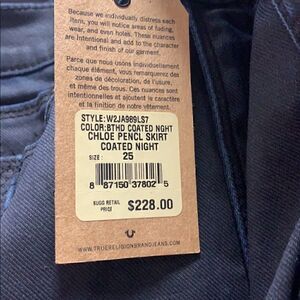 Because we individually distress each
item, you will notice areas of fading,
wear, and even holes. These nuances
are intentional and add to the character
and finish of our garment.
Parce que nous usons individuellement
chaque élément, vous remarquerez des
zones de décoloration, de l'usure
et même des trous. Ces nuances sont
intentionnelles et ajoutent le caractère
et la finition de notre vêtement.
STYLE:W2JA989LS7
COLOR:BTHD COATED NGHT
CHLOE PENCL SKIRT
COATED NIGHT
SIZE: 25
8 87150 37802 5
SUGG RETAIL
PRICE $228.00
WWW.TRUERELIGIONBRANDJEANS.COM